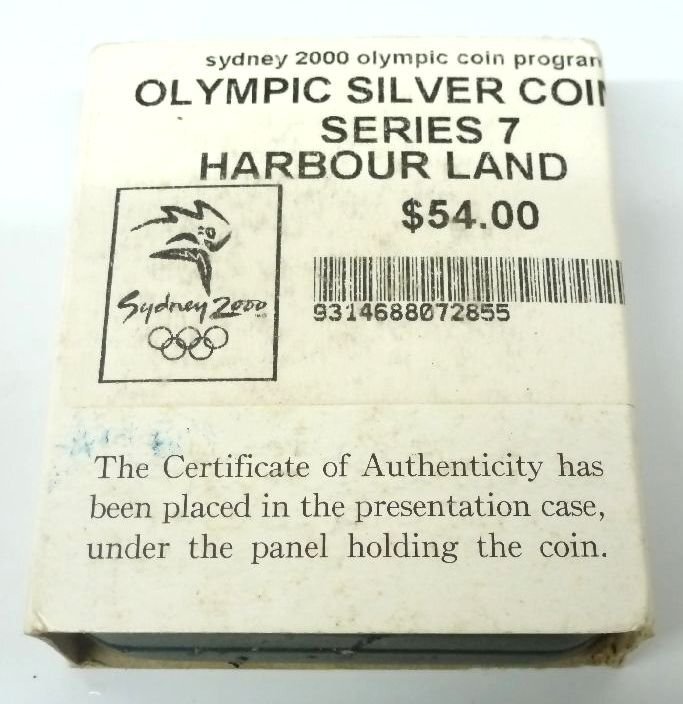 sydney 2000 olympic coin progran
OLYMPIC SILVER COI
SERIES 7
HARBOUR LAND
$54.00
9314688072855
Sydney 2000
The Certificate of Authenticity has
been placed in the presentation case,
under the panel holding the coin.